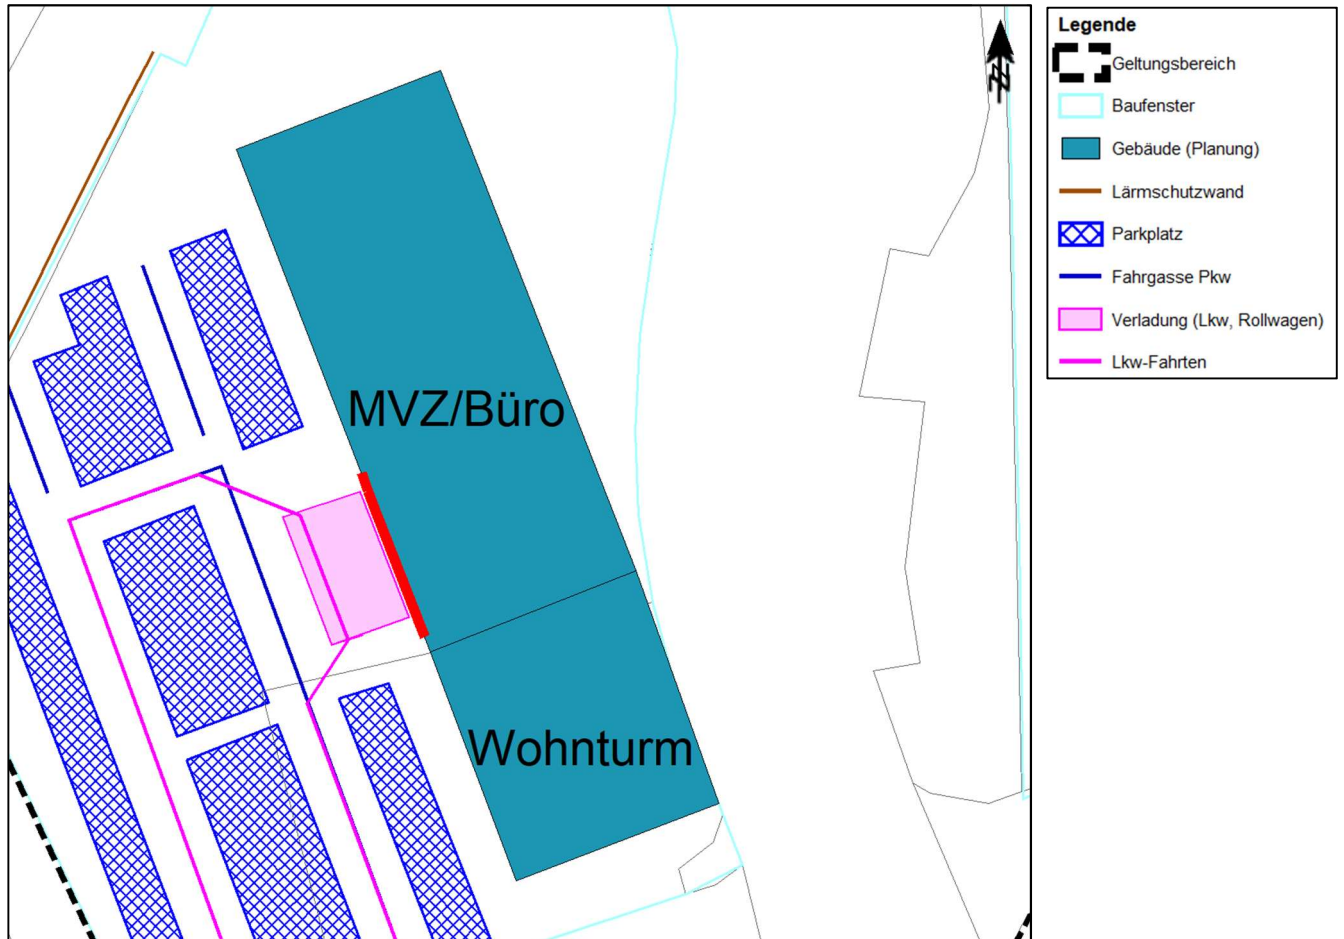 MVZ/Büro
Wohnturm
Legende
Geltungsbereich
Baufenster
Gebäude (Planung)
Lärmschutzwand
Parkplatz
Fahrgasse Pkw
Verladung (Lkw, Rollwagen)
Lkw-Fahrten